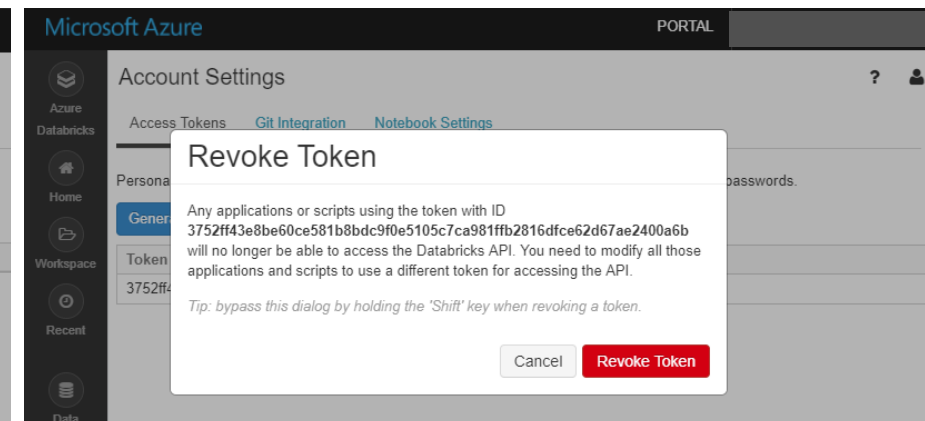 Microsoft Azure
PORTAL
Azure
Databricks
Home
Workspace
Recent
Data
Account Settings
?
Access Tokens Git Integration Notebook Settings
Persona
passwords.
Gener
Token
3752ff4
Revoke Token
Any applications or scripts using the token with ID
3752ff43e8be60ce581b8bdc9f0e5105c7ca981ffb2816dfce62d67ae2400a6b
will no longer be able to access the Databricks API. You need to modify all those
applications and scripts to use a different token for accessing the API.
Tip: bypass this dialog by holding the 'Shift' key when revoking a token.
Cancel Revoke Token